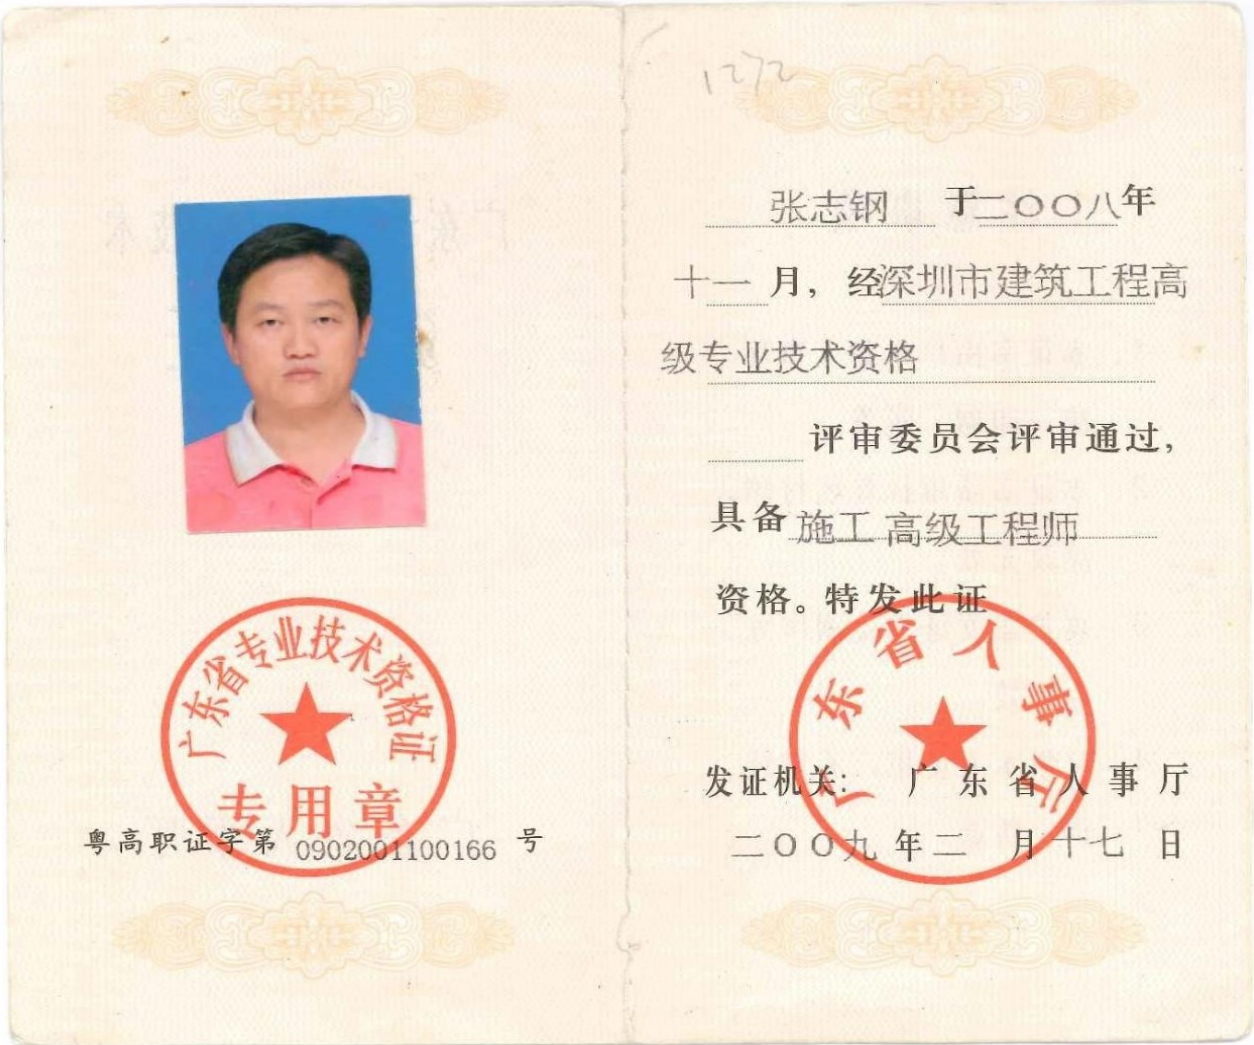 广东省专业技术资格证
专用章
粤高职证字第 0902001100166 号
1272
张志钢 于二〇〇八年
十一月，经深圳市建筑工程高
级专业技术资格
评审委员会评审通过，
具备施工 高级工程师
资格。特发此证
广东省人事厅
发证机关： 广东省人事厅
二〇〇九年二月十七日